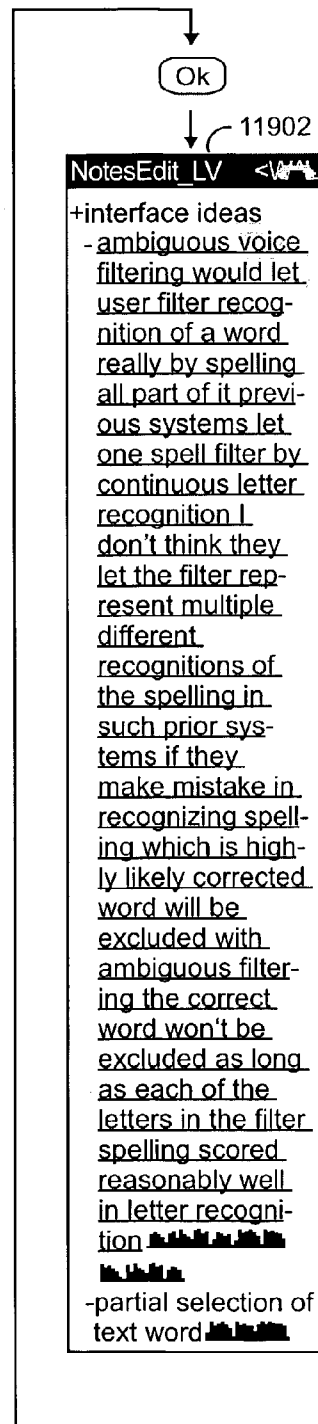 Ok
11902
NotesEdit_LV <
+interface ideas
- ambiguous voice
filtering would let
user filter recog-
nition of a word
really by spelling
all part of it previ-
ous systems let
one spell filter by
continuous letter
recognition I
don't think they
let the filter rep-
resent multiple
different
recognitions of
the spelling in
such prior sys-
tems if they
make mistake in
recognizing spell-
ing which is high-
ly likely corrected
word will be
excluded with
ambiguous filter-
ing the correct
word won't be
excluded as long
as each of the
letters in the filter
spelling scored
reasonably well
in letter recogni-
tion
-partial selection of
text word